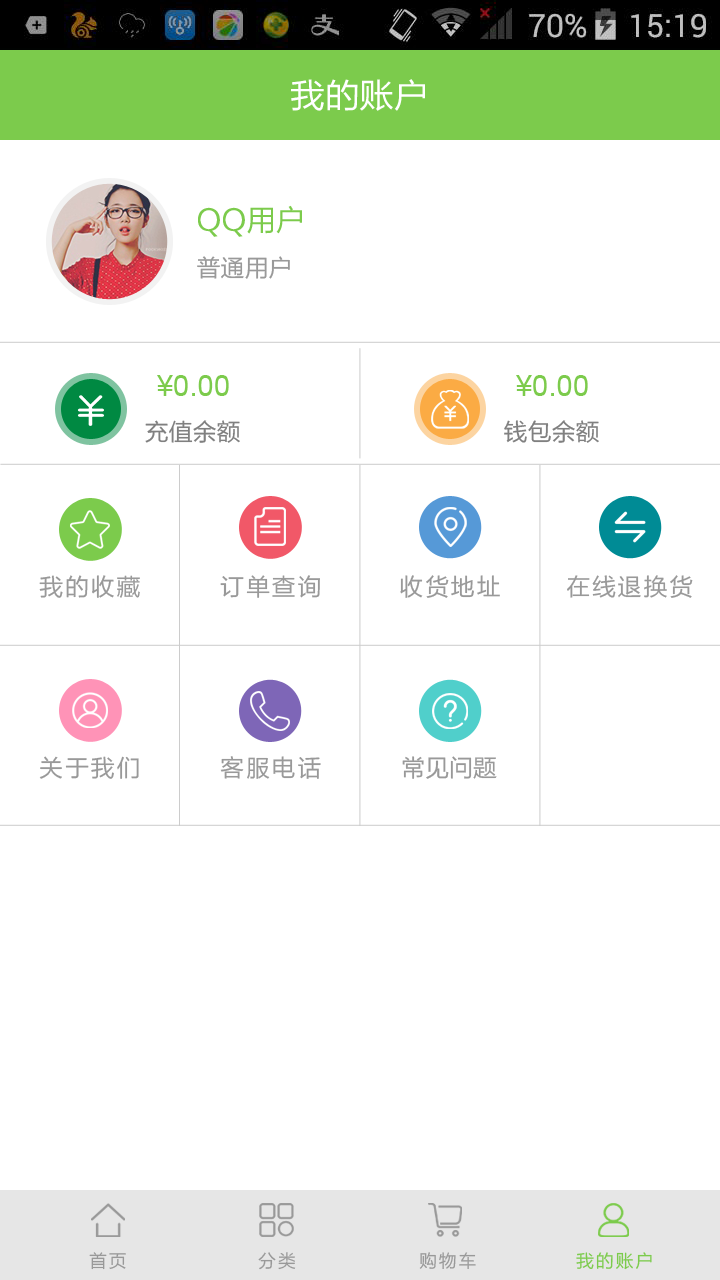 70% 15:19
我的账户
QQ用户
普通用户
¥0.00 ¥0.00
充值余额 钱包余额
我的收藏 订单查询 收货地址 在线退换货
关于我们 客服电话 常见问题
首页 分类 购物车 我的账户